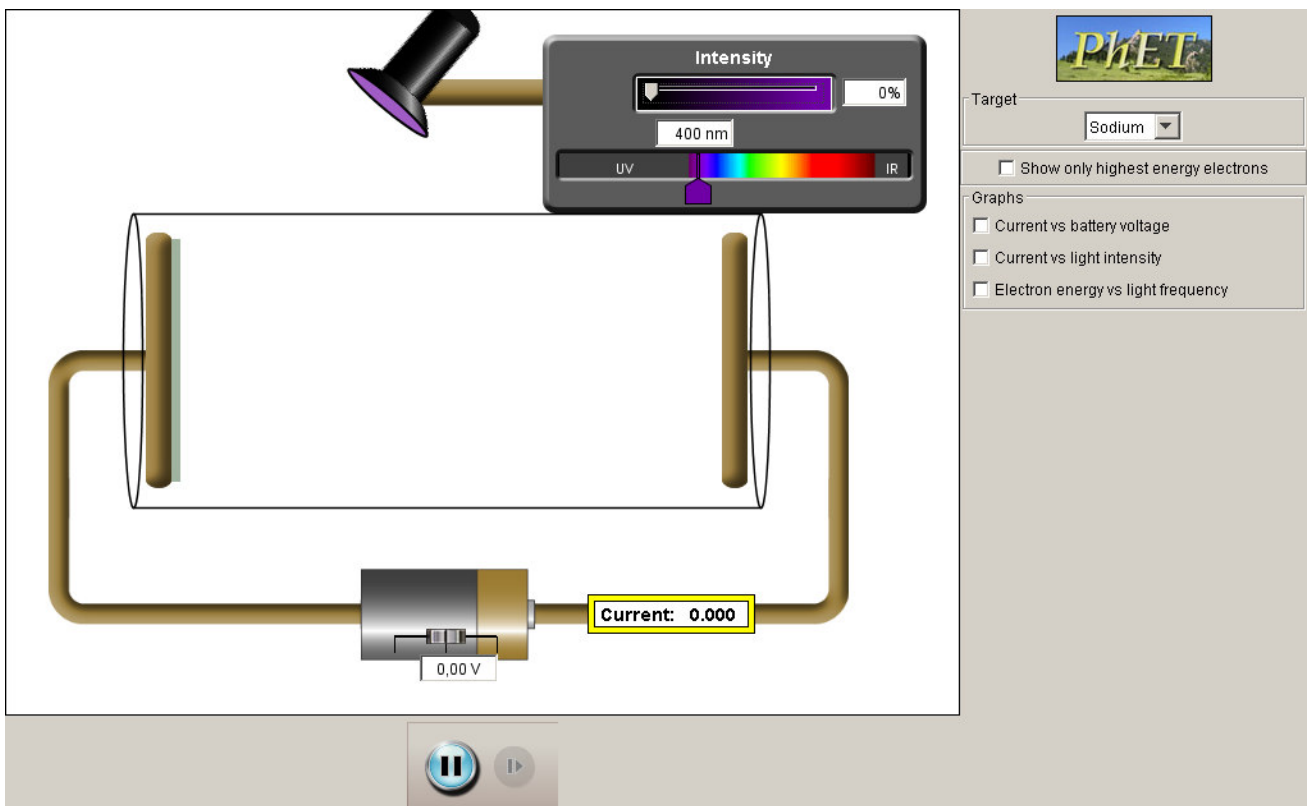 Intensity
0%
400 nm
UV
IR
Current: 0.000
0,00 V
PhET
Target
Sodium
Show only highest energy electrons
Graphs
Current vs battery voltage
Current vs light intensity
Electron energy vs light frequency